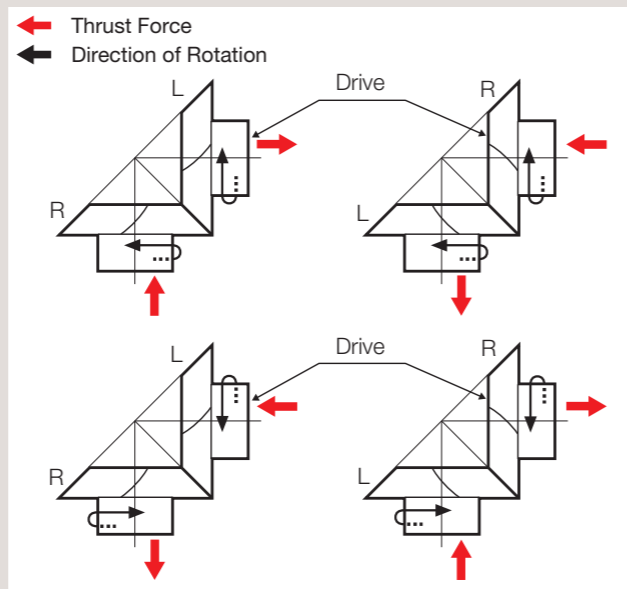 Thrust Force
Direction of Rotation
L
Drive
R
R
L
L
Drive
R
R
L